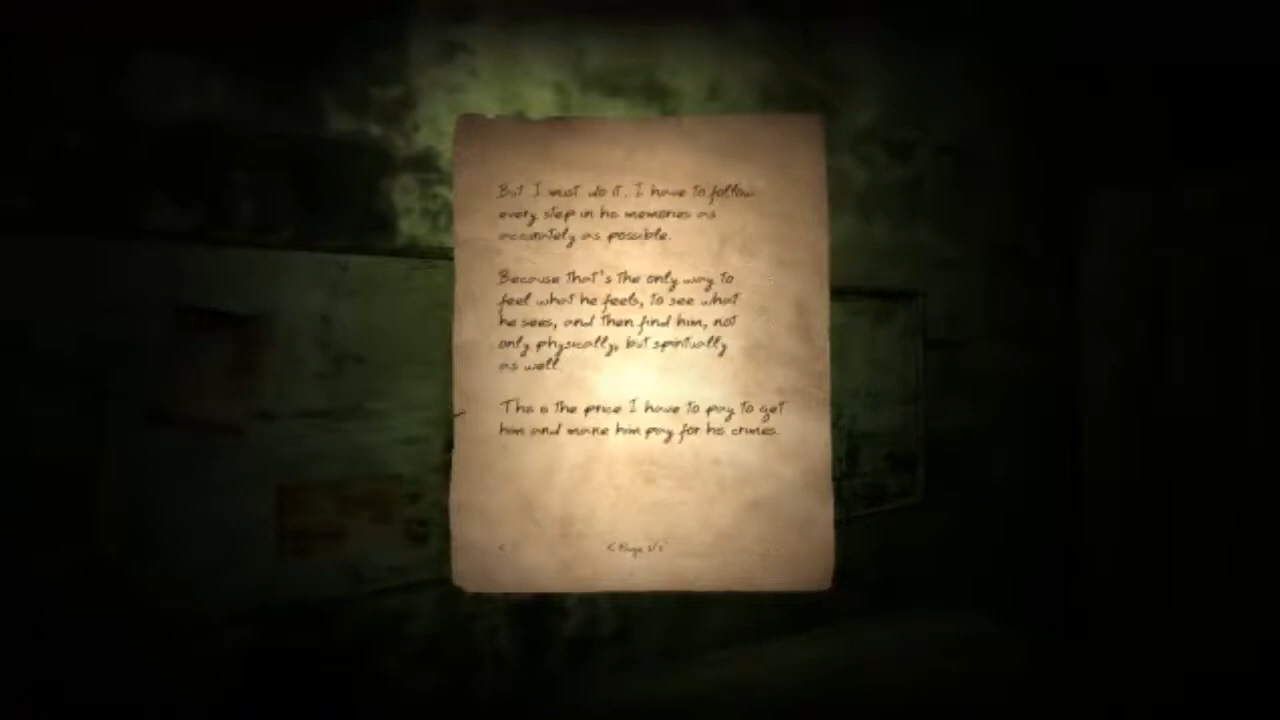 But I must do it. I have to follow
every step in his memories as
accurately as possible.
Because that's the only way to
feel what he feels, to see what
he sees, and then find him, not
only physically, but spiritually
as well.
This is the price I have to pay to get
him and make him pay for his crimes.
<
< Page